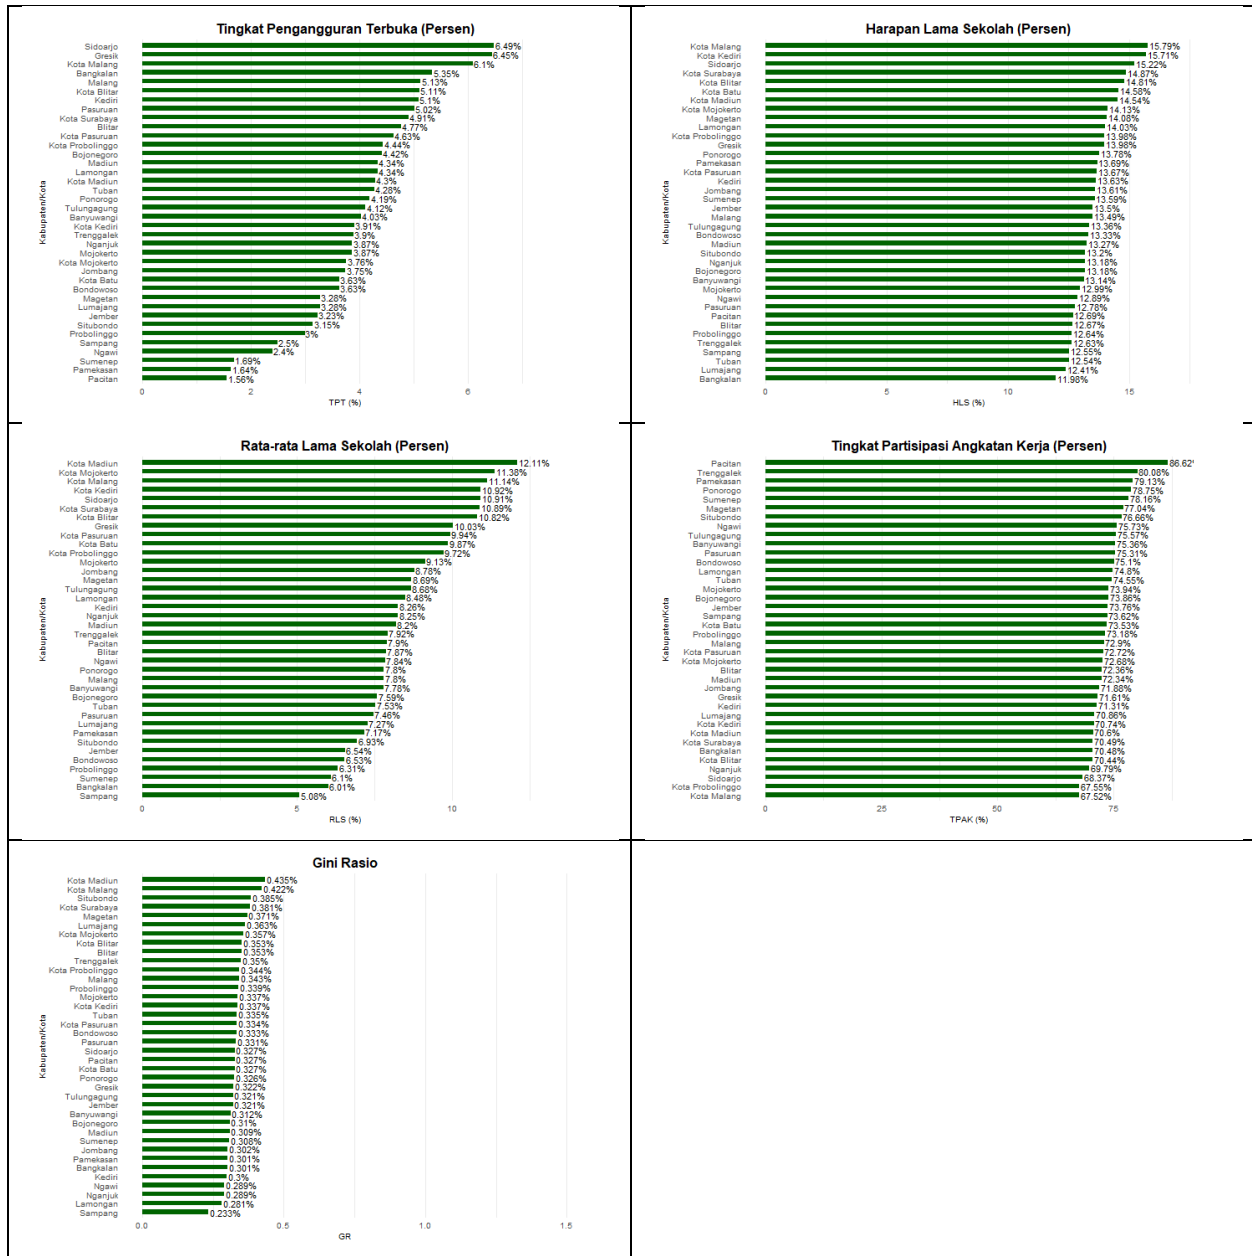 Tingkat Pengangguran Terbuka (Persen)
Kabupaten/Kota
Sidoarjo 6.49%
Gresik 6.45%
Kota Malang 6.1%
Bangkalan 5.35%
Malang 5.13%
Kota Blitar 5.11%
Kediri 5.1%
Pasuruan 5.02%
Kota Surabaya 4.91%
Blitar 4.77%
Kota Pasuruan 4.63%
Kota Probolinggo 4.44%
Bojonegoro 4.42%
Madiun 4.34%
Lamongan 4.34%
Kota Madiun 4.3%
Tuban 4.28%
Ponorogo 4.19%
Tulungagung 4.12%
Banyuwangi 4.03%
Kota Kediri 3.91%
Trenggalek 3.9%
Nganjuk 3.87%
Mojokerto 3.87%
Kota Mojokerto 3.76%
Jombang 3.75%
Kota Batu 3.63%
Bondowoso 3.63%
Magetan 3.28%
Lumajang 3.28%
Jember 3.23%
Situbondo 3.15%
Probolinggo 3%
Sampang 2.5%
Ngawi 2.4%
Sumenep 1.69%
Pamekasan 1.64%
Pacitan 1.56%
0 2 4 6
TPT (%)
Harapan Lama Sekolah (Persen)
Kabupaten/Kota
Kota Malang 15.79%
Kota Kediri 15.71%
Sidoarjo 15.22%
Kota Surabaya 14.87%
Kota Blitar 14.81%
Kota Batu 14.58%
Kota Madiun 14.54%
Kota Mojokerto 14.13%
Magetan 14.08%
Lamongan 14.03%
Kota Probolinggo 13.98%
Gresik 13.98%
Ponorogo 13.78%
Pamekasan 13.69%
Kota Pasuruan 13.67%
Kediri 13.63%
Jombang 13.61%
Sumenep 13.59%
Jember 13.5%
Malang 13.49%
Tulungagung 13.36%
Bondowoso 13.33%
Madiun 13.27%
Situbondo 13.2%
Nganjuk 13.18%
Bojonegoro 13.18%
Banyuwangi 13.14%
Mojokerto 12.99%
Ngawi 12.89%
Pasuruan 12.78%
Pacitan 12.69%
Blitar 12.67%
Probolinggo 12.64%
Trenggalek 12.63%
Sampang 12.55%
Tuban 12.54%
Lumajang 12.41%
Bangkalan 11.98%
0 5 10 15
HLS (%)
Rata-rata Lama Sekolah (Persen)
Kabupaten/Kota
Kota Madiun 12.11%
Kota Mojokerto 11.38%
Kota Malang 11.14%
Kota Kediri 10.92%
Sidoarjo 10.91%
Kota Surabaya 10.89%
Kota Blitar 10.82%
Gresik 10.03%
Kota Pasuruan 9.94%
Kota Batu 9.87%
Kota Probolinggo 9.72%
Mojokerto 9.13%
Jombang 8.78%
Magetan 8.69%
Tulungagung 8.68%
Lamongan 8.48%
Kediri 8.26%
Nganjuk 8.25%
Madiun 8.2%
Trenggalek 7.92%
Pacitan 7.9%
Blitar 7.87%
Ngawi 7.84%
Ponorogo 7.8%
Malang 7.8%
Banyuwangi 7.78%
Bojonegoro 7.59%
Tuban 7.53%
Pasuruan 7.46%
Lumajang 7.27%
Pamekasan 7.17%
Situbondo 6.93%
Jember 6.54%
Bondowoso 6.53%
Probolinggo 6.31%
Sumenep 6.1%
Bangkalan 6.01%
Sampang 5.08%
0 5 10
RLS (%)
Tingkat Partisipasi Angkatan Kerja (Persen)
Kabupaten/Kota
Pacitan 86.62
Trenggalek 80.08%
Pamekasan 79.13%
Ponorogo 78.75%
Sumenep 78.16%
Magetan 77.04%
Situbondo 76.66%
Ngawi 75.73%
Tulungagung 75.57%
Banyuwangi 75.36%
Pasuruan 75.31%
Bondowoso 75.1%
Lamongan 74.8%
Tuban 74.55%
Mojokerto 73.94%
Bojonegoro 73.86%
Jember 73.76%
Sampang 73.62%
Kota Batu 73.53%
Probolinggo 73.18%
Malang 72.9%
Kota Pasuruan 72.72%
Kota Mojokerto 72.68%
Blitar 72.36%
Madiun 72.34%
Jombang 71.88%
Gresik 71.61%
Kediri 71.31%
Lumajang 70.86%
Kota Kediri 70.74%
Kota Madiun 70.6%
Kota Surabaya 70.49%
Bangkalan 70.48%
Kota Blitar 70.44%
Nganjuk 69.79%
Sidoarjo 68.37%
Kota Probolinggo 67.55%
Kota Malang 67.52%
0 25 50 75
TPAK (%)
Gini Rasio
Kabupaten/Kota
Kota Madiun 0.435%
Kota Malang 0.422%
Situbondo 0.385%
Kota Surabaya 0.381%
Magetan 0.371%
Lumajang 0.363%
Kota Mojokerto 0.357%
Kota Blitar 0.353%
Blitar 0.353%
Trenggalek 0.35%
Kota Probolinggo 0.344%
Malang 0.343%
Probolinggo 0.339%
Mojokerto 0.337%
Kota Kediri 0.337%
Tuban 0.335%
Kota Pasuruan 0.334%
Bondowoso 0.333%
Pasuruan 0.331%
Sidoarjo 0.327%
Pacitan 0.327%
Kota Batu 0.327%
Ponorogo 0.326%
Gresik 0.322%
Tulungagung 0.321%
Jember 0.321%
Banyuwangi 0.312%
Bojonegoro 0.31%
Madiun 0.309%
Sumenep 0.308%
Jombang 0.302%
Pamekasan 0.301%
Bangkalan 0.301%
Kediri 0.3%
Ngawi 0.289%
Nganjuk 0.289%
Lamongan 0.281%
Sampang 0.233%
0.0 0.5 1.0 1.5
GR